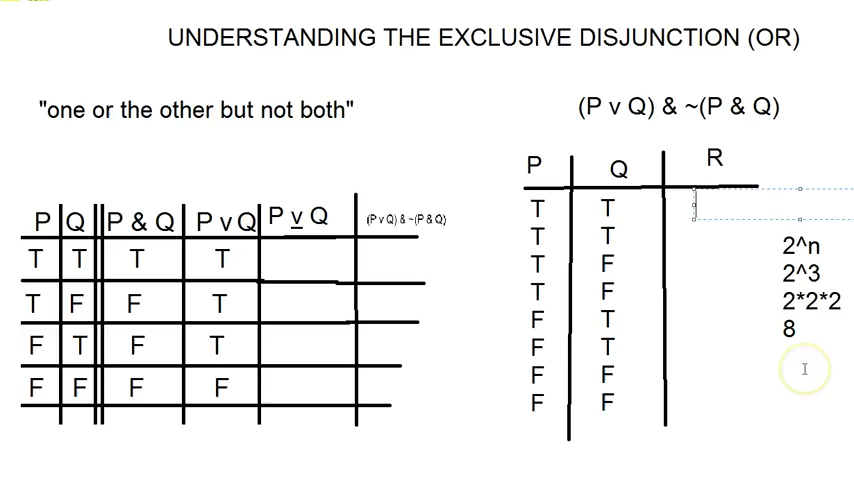 UNDERSTANDING THE EXCLUSIVE DISJUNCTION (OR)
"one or the other but not both"
P Q P & Q P v Q P v Q (P v Q) & ~(P & Q)
T T T T
T F F T
F T F T
F F F F
(P v Q) & ~(P & Q)
P Q R
T T
T T
T F
T F
F T
F T
F F
F F
2^n
2^3
2*2*2
8